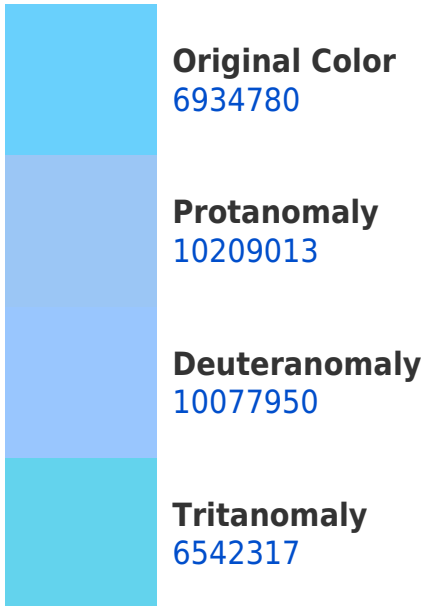 Original Color
6934780
Protanomaly
10209013
Deuteranomaly
10077950
Tritanomaly
6542317